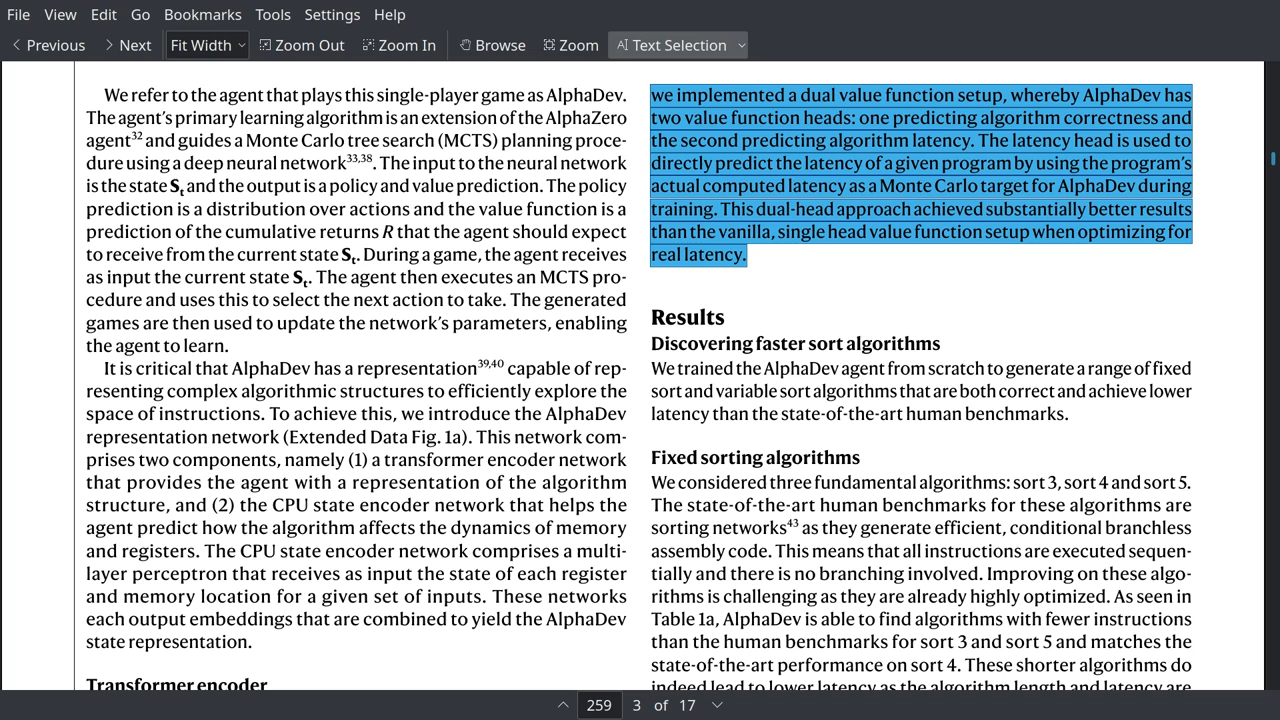 File View Edit Go Bookmarks Tools Settings Help
Previous Next Fit Width Zoom Out Zoom In Browse Zoom Text Selection
We refer to the agent that plays this single-player game as AlphaDev.
The agent's primary learning algorithm is an extension of the AlphaZero
agent32 and guides a Monte Carlo tree search (MCTS) planning proce-
dure using a deep neural network33,38. The input to the neural network
is the state St and the output is a policy and value prediction. The policy
prediction is a distribution over actions and the value function is a
prediction of the cumulative returns R that the agent should expect
to receive from the current state St. During a game, the agent receives
as input the current state St. The agent then executes an MCTS pro-
cedure and uses this to select the next action to take. The generated
games are then used to update the network's parameters, enabling
the agent to learn.
It is critical that AlphaDev has a representation39,40 capable of rep-
resenting complex algorithmic structures to efficiently explore the
space of instructions. To achieve this, we introduce the AlphaDev
representation network (Extended Data Fig. 1a). This network com-
prises two components, namely (1) a transformer encoder network
that provides the agent with a representation of the algorithm
structure, and (2) the CPU state encoder network that helps the
agent predict how the algorithm affects the dynamics of memory
and registers. The CPU state encoder network comprises a multi-
layer perceptron that receives as input the state of each register
and memory location for a given set of inputs. These networks
each output embeddings that are combined to yield the AlphaDev
state representation.
Transformer encoder
we implemented a dual value function setup, whereby AlphaDev has
two value function heads: one predicting algorithm correctness and
the second predicting algorithm latency. The latency head is used to
directly predict the latency of a given program by using the program's
actual computed latency as a Monte Carlo target for AlphaDev during
training. This dual-head approach achieved substantially better results
than the vanilla, single head value function setup when optimizing for
real latency.
Results
Discovering faster sort algorithms
We trained the AlphaDev agent from scratch to generate a range of fixed
sort and variable sort algorithms that are both correct and achieve lower
latency than the state-of-the-art human benchmarks.
Fixed sorting algorithms
We considered three fundamental algorithms: sort 3, sort 4 and sort 5.
The state-of-the-art human benchmarks for these algorithms are
sorting networks43 as they generate efficient, conditional branchless
assembly code. This means that all instructions are executed sequen-
tially and there is no branching involved. Improving on these algo-
rithms is challenging as they are already highly optimized. As seen in
Table 1a, AlphaDev is able to find algorithms with fewer instructions
than the human benchmarks for sort 3 and sort 5 and matches the
state-of-the-art performance on sort 4. These shorter algorithms do
indeed lead to lower latency as the algorithm length and latency are
259 3 of 17